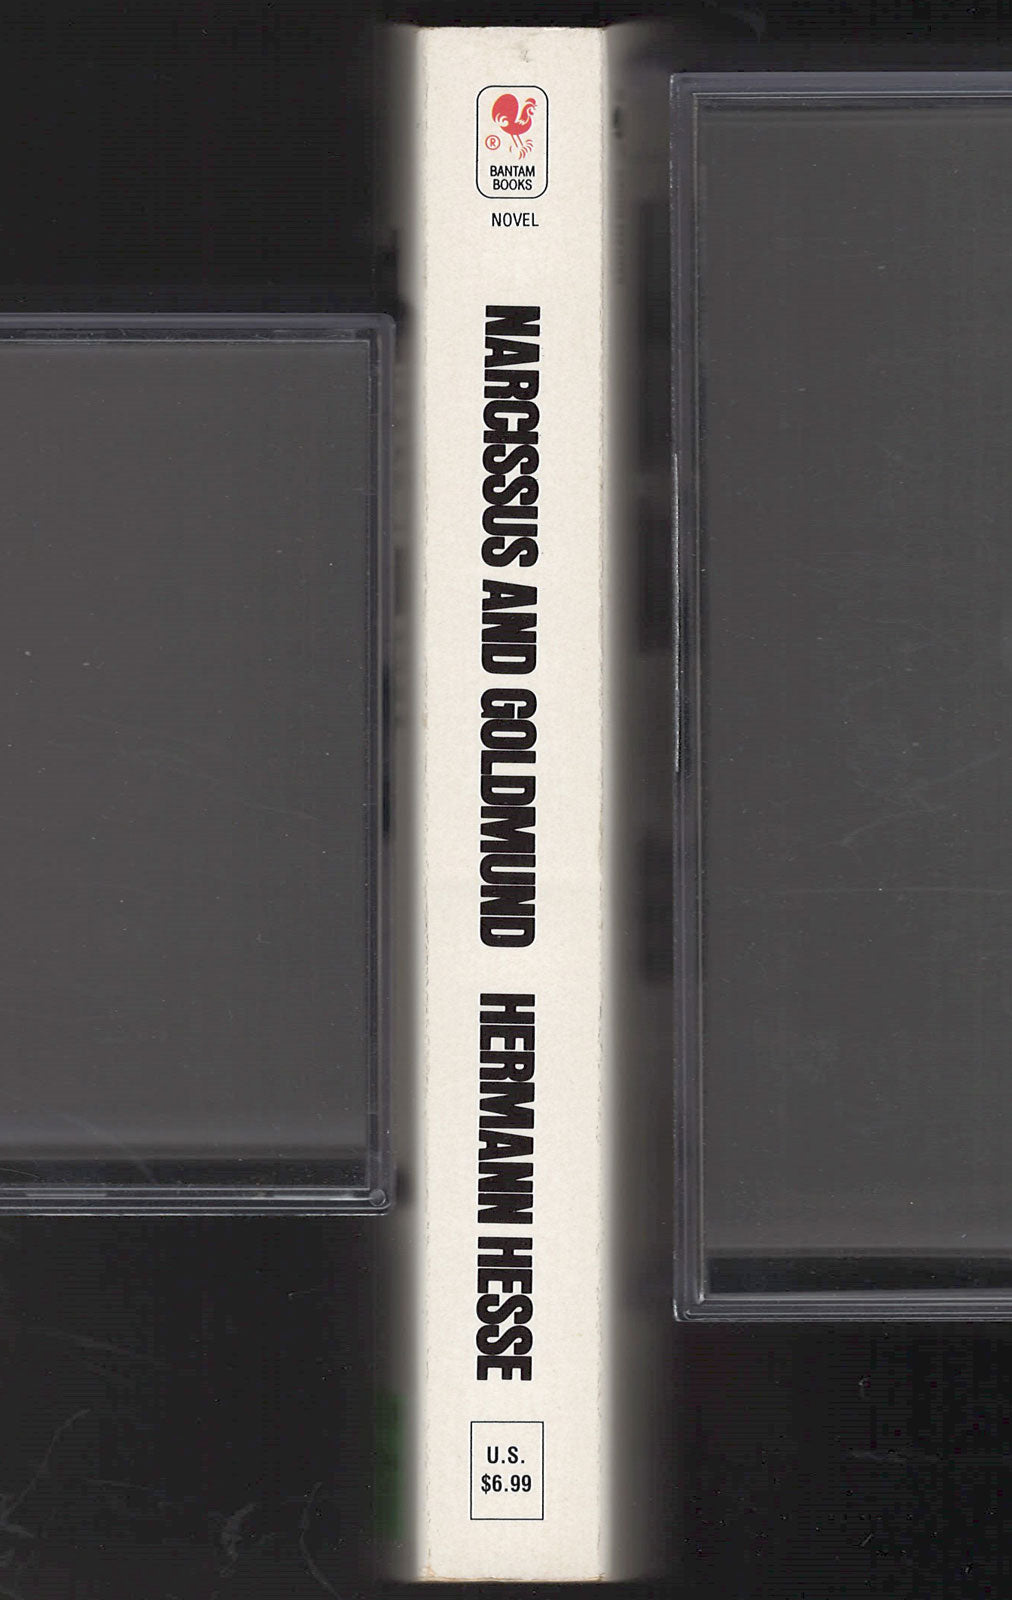 ®
BANTAM
BOOKS
NOVEL
NARCISSUS AND GOLDMUND HERMANN HESSE
U.S.
$6.99